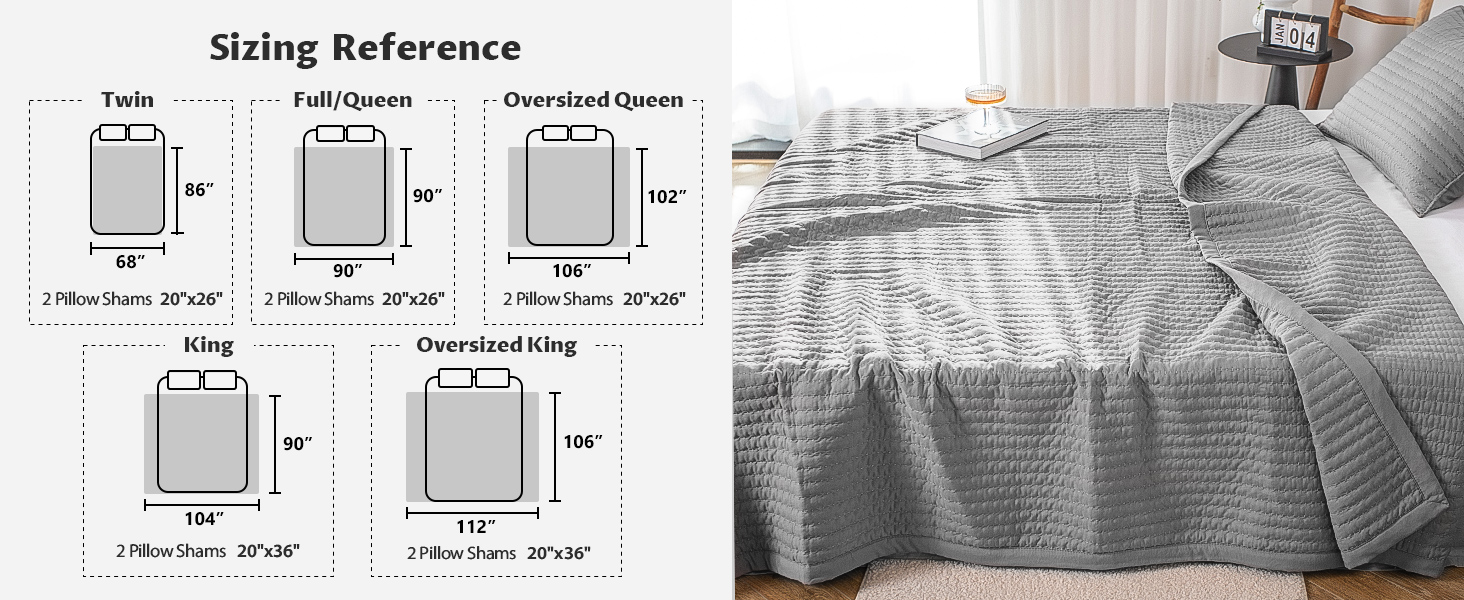 Sizing Reference
Twin
86”
68”
2 Pillow Shams 20"x26"
Full/Queen
90”
90”
2 Pillow Shams 20"x26"
Oversized Queen
102”
106”
2 Pillow Shams 20"x26"
King
90”
104”
2 Pillow Shams 20"x36"
Oversized King
106”
112”
2 Pillow Shams 20"x36"
JAN 04